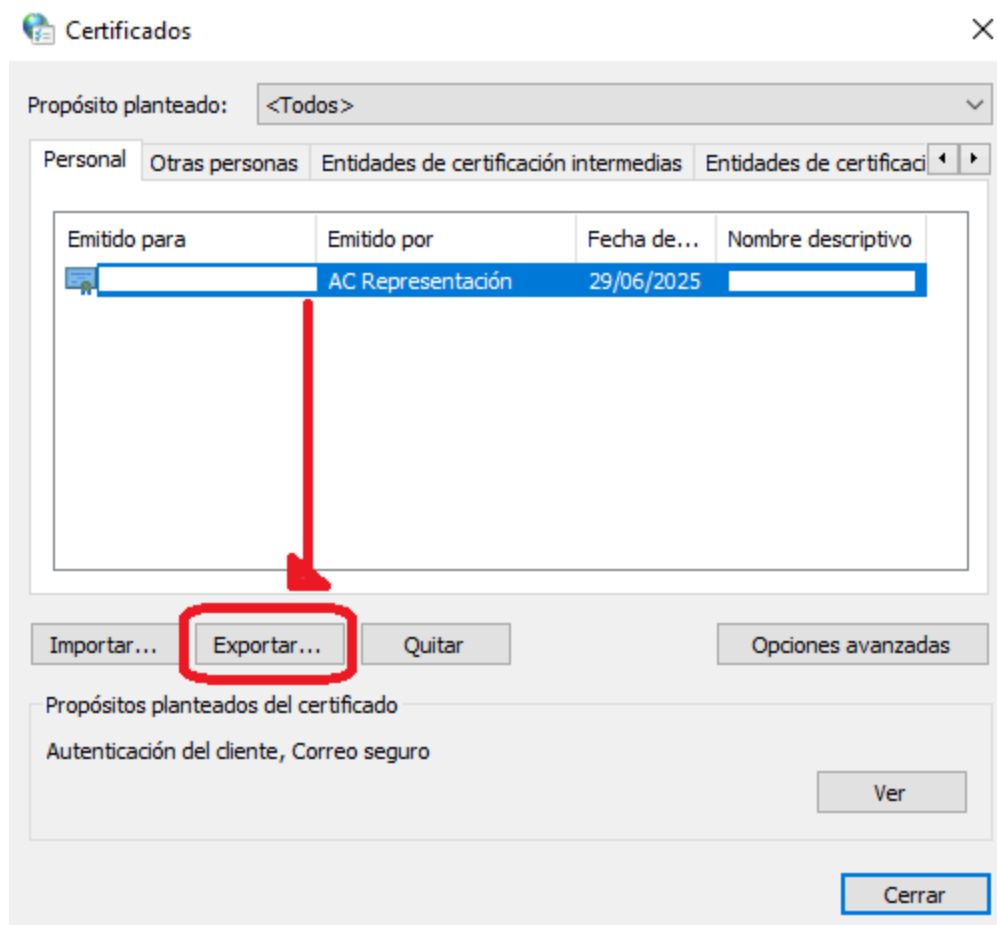 Certificados
Propósito planteado: <Todos>
Personal Otras personas Entidades de certificación intermedias Entidades de certificaci
Emitido para Emitido por Fecha de... Nombre descriptivo
AC Representación 29/06/2025
Importar... Exportar... Quitar Opciones avanzadas
Propósitos planteados del certificado
Autenticación del cliente, Correo seguro
Ver
Cerrar